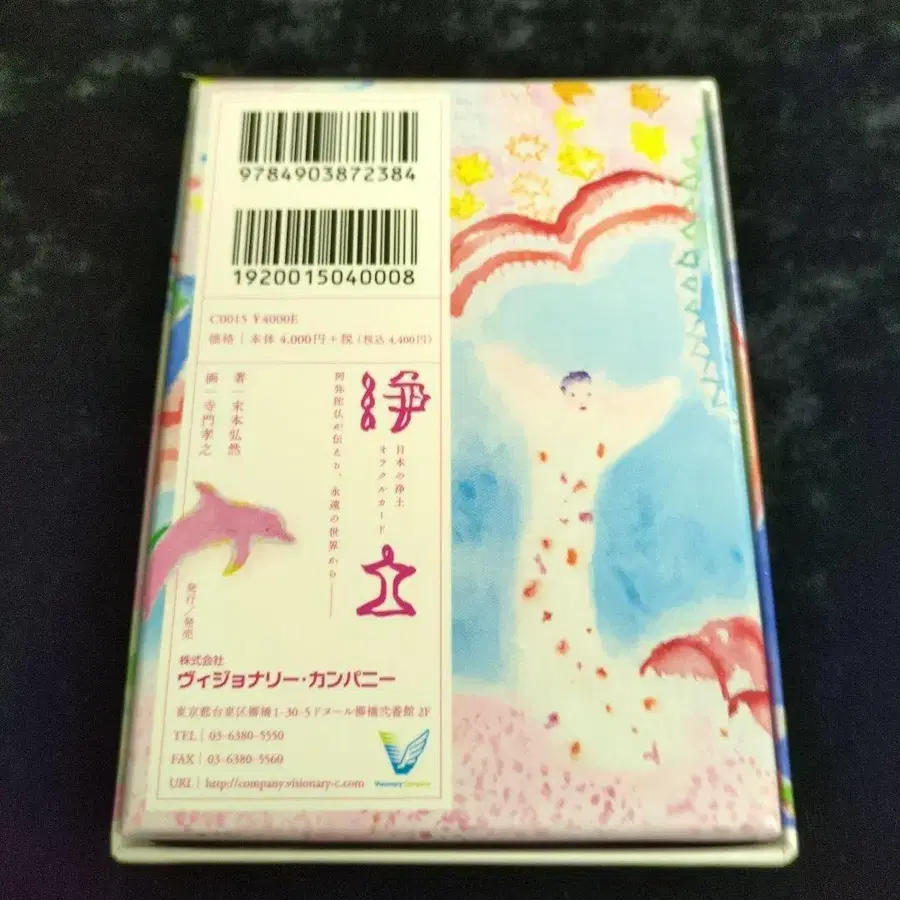 9784903872384
1920015040008
C0015 ¥4000E
価格｜本体 4,000円＋税（税込 4,400円）
浄土
日本の浄土
オラクルカード
阿弥陀仏が伝える、永遠の世界から——
著｜末本弘然
画｜寺門孝之
発行／発売
株式会社
ヴィジョナリー・カンパニー
東京都台東区柳橋1-30-5ドヌール柳橋弐番館 2F
TEL｜03-6380-5550
FAX｜03-6380-5560
URL｜http://company.visionary-c.com
Visionary Company